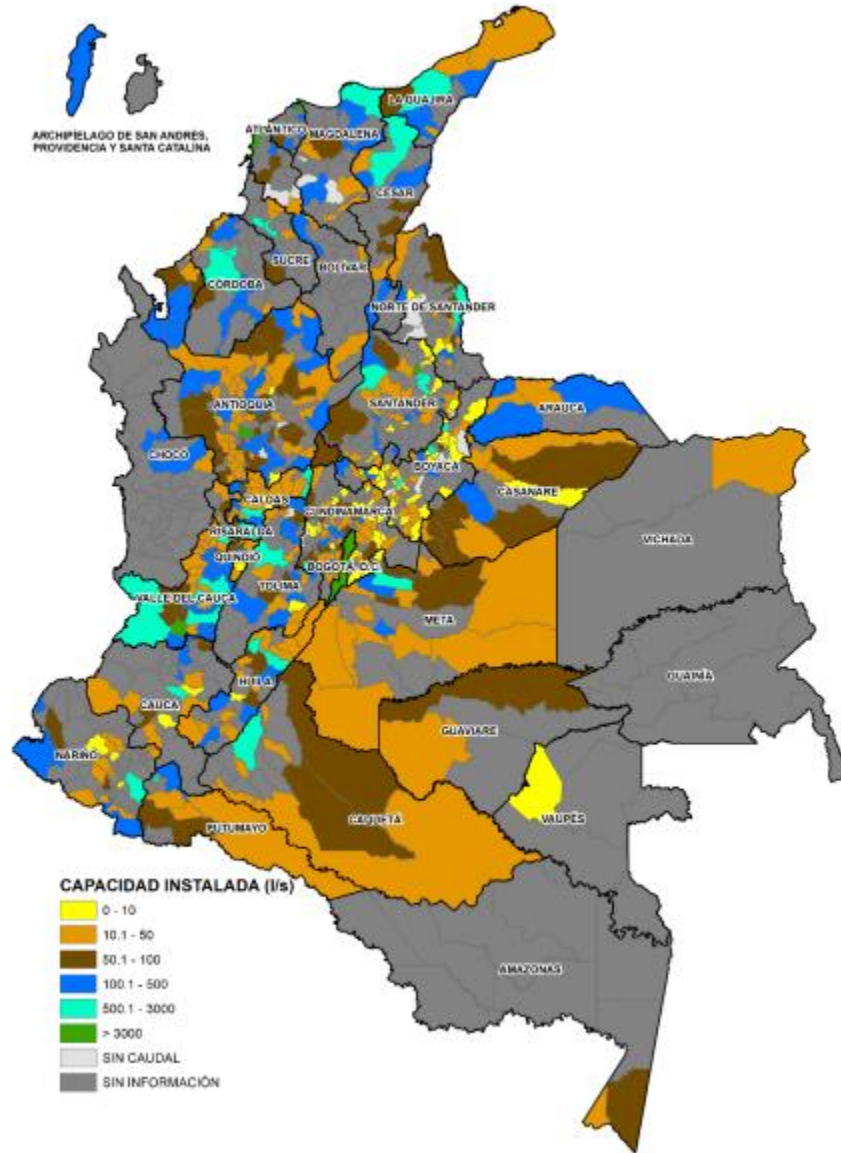 ARCHIPIELAGO DE SAN ANDRES,
PROVIDENCIA Y SANTA CATALINA
LA GUAJIRA
ATLÁNTICO
MAGDALENA
CESAR
SUCRE
BOLÍVAR
CÓRDOBA
NORTE DE SANTANDER
ANTIOQUIA
SANTANDER
ARAUCA
CHOCÓ
BOYACÁ
CASANARE
CALDAS
CUNDINAMARCA
RISARALDA
VICHADA
QUINDIO
BOGOTÁ, D.C.
TOLIMA
VALLE DEL CAUCA
META
GUAINÍA
HUILA
CAUCA
GUAVIARE
NARIÑO
VAUPÉS
CAQUETÁ
PUTUMAYO
AMAZONAS
CAPACIDAD INSTALADA (l/s)
0 - 10
10.1 - 50
50.1 - 100
100.1 - 500
500.1 - 3000
> 3000
SIN CAUDAL
SIN INFORMACIÓN